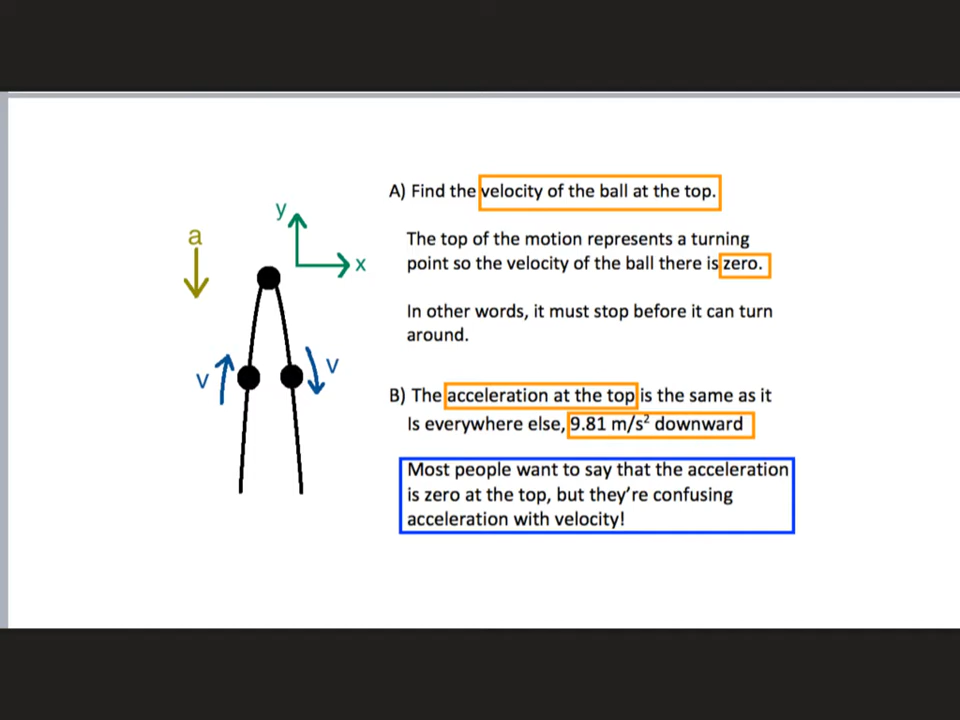 A) Find the velocity of the ball at the top.
The top of the motion represents a turning
point so the velocity of the ball there is zero.
In other words, it must stop before it can turn
around.
B) The acceleration at the top is the same as it
Is everywhere else, 9.81 m/s² downward
Most people want to say that the acceleration
is zero at the top, but they’re confusing
acceleration with velocity!
y
a
x
v
v